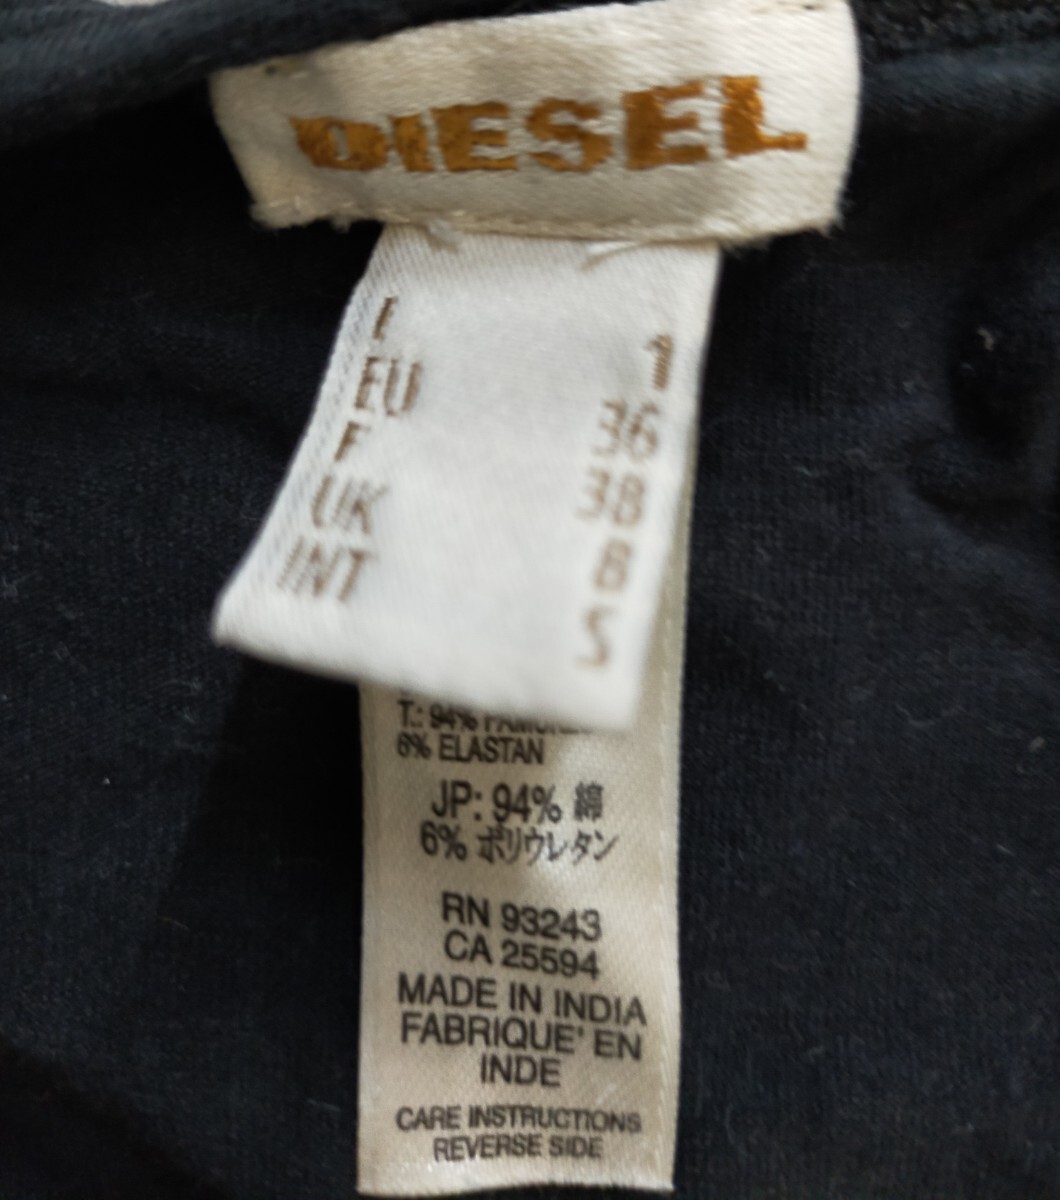 DIESEL
I 1
EU 36
F 38
UK 8
INT S
T.: 94%
6% ELASTAN
JP: 94% 綿
6% ポリウレタン
RN 93243
CA 25594
MADE IN INDIA
FABRIQUE' EN
INDE
CARE INSTRUCTIONS
REVERSE SIDE